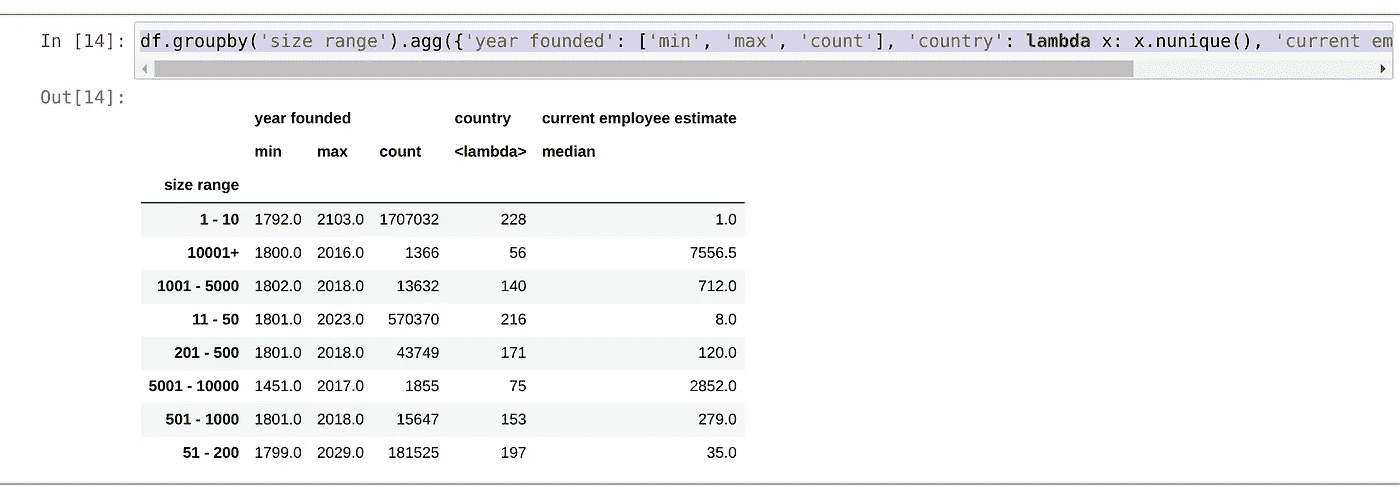 In [14]: df.groupby('size range').agg({'year founded': ['min', 'max', 'count'], 'country': lambda x: x.nunique(), 'current em
Out[14]:
year founded country current employee estimate
min max count <lambda> median
size range
1 - 10 1792.0 2103.0 1707032 228 1.0
10001+ 1800.0 2016.0 1366 56 7556.5
1001 - 5000 1802.0 2018.0 13632 140 712.0
11 - 50 1801.0 2023.0 570370 216 8.0
201 - 500 1801.0 2018.0 43749 171 120.0
5001 - 10000 1451.0 2017.0 1855 75 2852.0
501 - 1000 1801.0 2018.0 15647 153 279.0
51 - 200 1799.0 2029.0 181525 197 35.0